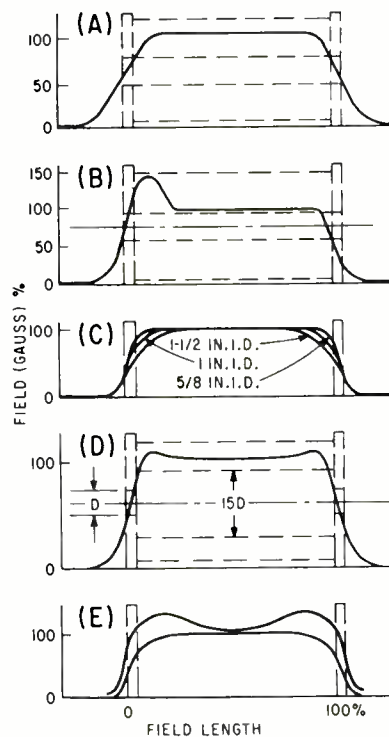 (A)
100
50
0
(B)
150
100
50
0
(C)
100
0
1-1/2 IN. I.D.
1 IN. I.D.
5/8 IN. I.D.
FIELD (GAUSS) %
(D)
100
D
15D
0
(E)
100
0
0 100%
FIELD LENGTH